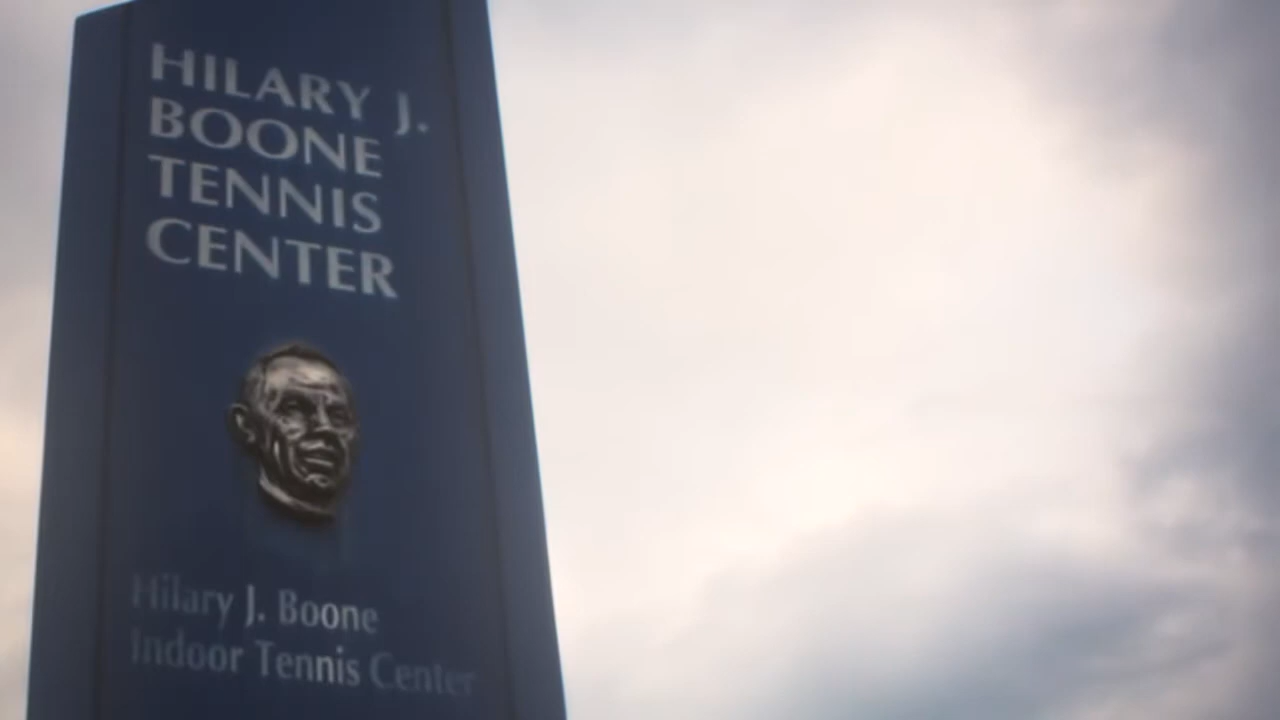 HILARY J.
BOONE
TENNIS
CENTER
Hilary J. Boone
Indoor Tennis Center